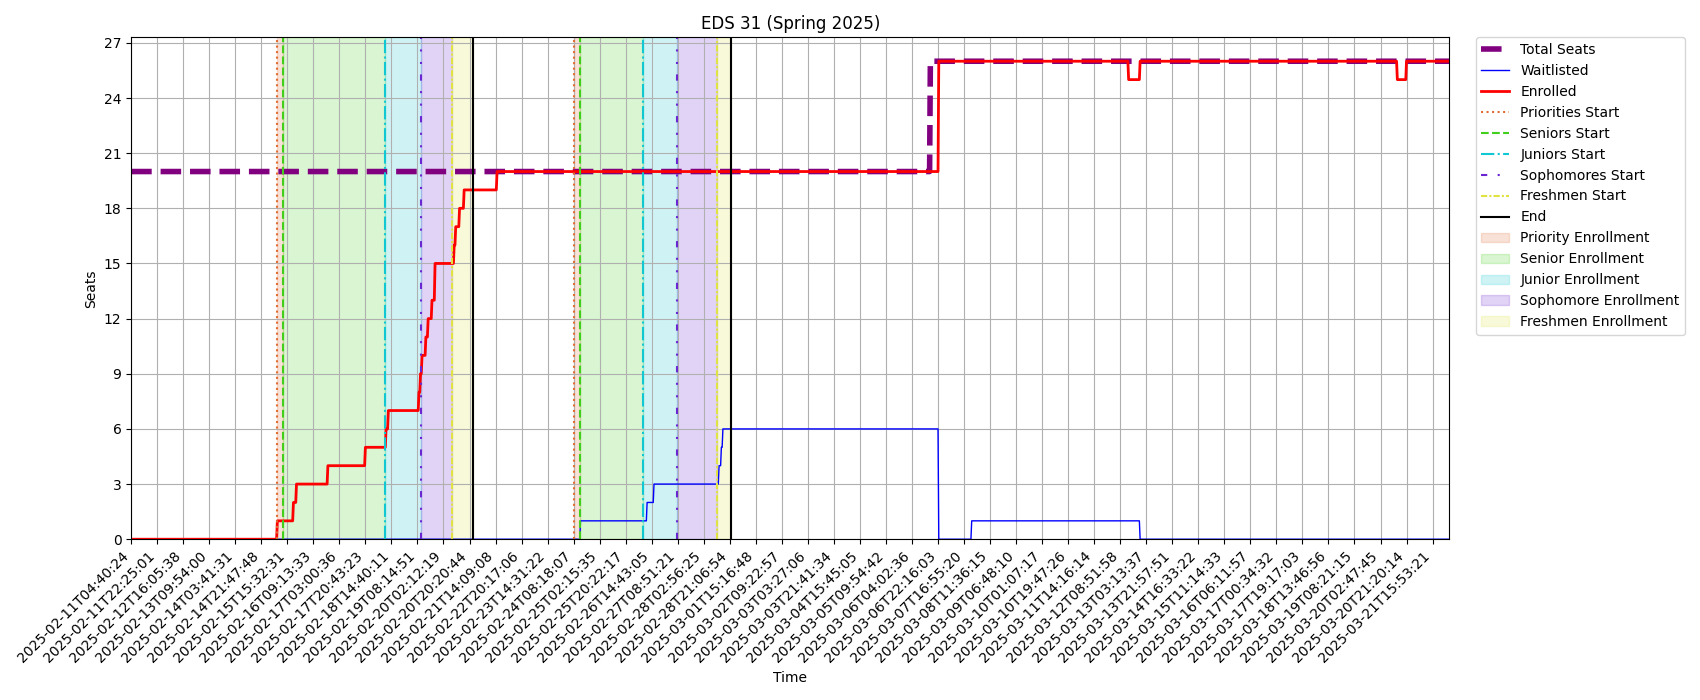 EDS 31 (Spring 2025)
27
24
21
18
15
12
9
6
3
0
Seats
2025-02-11T04:40:24
2025-02-11T22:25:01
2025-02-12T16:05:38
2025-02-13T09:54:00
2025-02-14T03:41:31
2025-02-14T21:47:48
2025-02-15T15:32:31
2025-02-16T09:13:33
2025-02-17T03:00:36
2025-02-17T20:43:23
2025-02-18T14:40:11
2025-02-19T08:14:51
2025-02-20T02:12:19
2025-02-20T20:20:44
2025-02-21T14:09:08
2025-02-22T20:17:06
2025-02-23T14:31:22
2025-02-24T08:18:07
2025-02-25T02:15:35
2025-02-25T20:22:17
2025-02-26T14:43:05
2025-02-27T08:51:21
2025-02-28T02:56:25
2025-02-28T21:06:54
2025-03-01T15:16:48
2025-03-02T09:22:57
2025-03-03T03:27:06
2025-03-03T21:41:34
2025-03-04T15:45:05
2025-03-05T09:54:42
2025-03-06T04:02:36
2025-03-06T22:16:03
2025-03-07T16:55:20
2025-03-08T11:36:15
2025-03-09T06:48:10
2025-03-10T01:07:17
2025-03-10T19:47:26
2025-03-11T14:16:14
2025-03-12T08:51:58
2025-03-13T03:13:37
2025-03-13T21:57:51
2025-03-14T16:33:22
2025-03-15T11:14:33
2025-03-16T06:11:57
2025-03-17T00:34:32
2025-03-17T19:17:03
2025-03-18T13:46:56
2025-03-19T08:21:15
2025-03-20T02:47:45
2025-03-20T21:20:14
2025-03-21T15:53:21
Time
Total Seats
Waitlisted
Enrolled
Priorities Start
Seniors Start
Juniors Start
Sophomores Start
Freshmen Start
End
Priority Enrollment
Senior Enrollment
Junior Enrollment
Sophomore Enrollment
Freshmen Enrollment